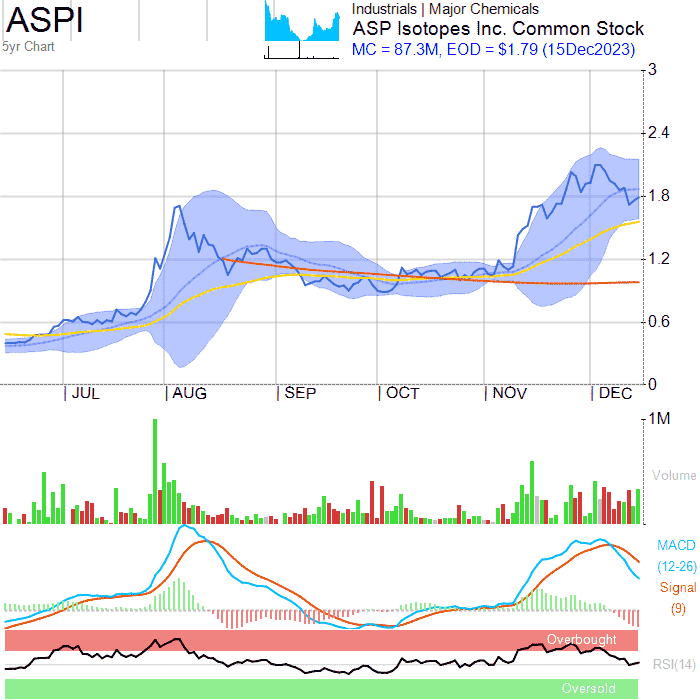 ASPI
5yr Chart
Industrials | Major Chemicals
ASP Isotopes Inc. Common Stock
MC = 87.3M, EOD = $1.79 (15Dec2023)
3
2.4
1.8
1.2
0.6
0
JUL
AUG
SEP
OCT
NOV
DEC
1M
Volume
MACD
(12-26)
Signal
(9)
Overbought
RSI(14)
Oversold